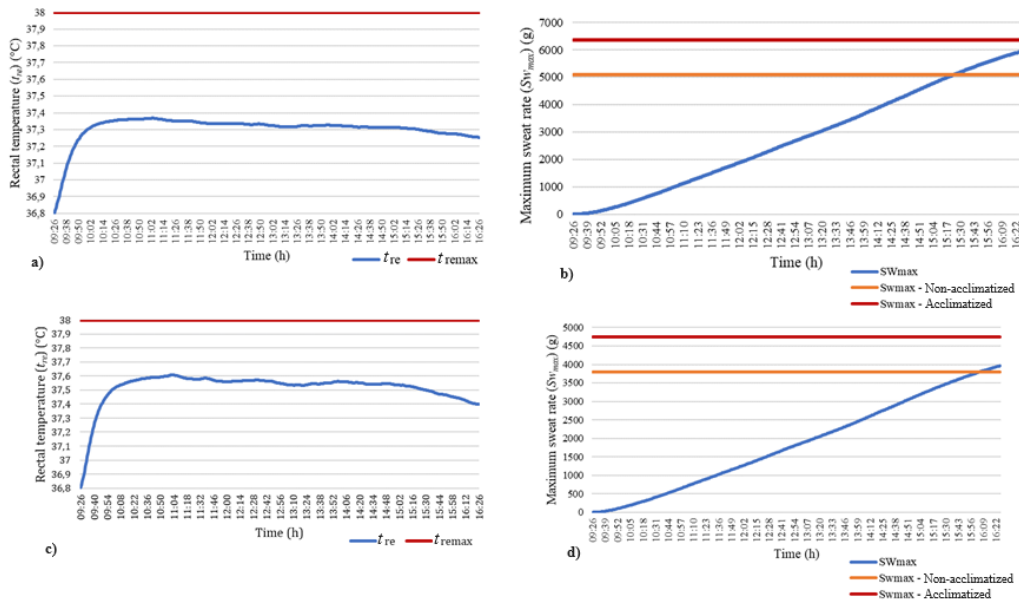 a)
Rectal temperature (tre) (°C)
38
37,9
37,8
37,7
37,6
37,5
37,4
37,3
37,2
37,1
37
36,9
36,8
09:26 09:38 09:50 10:02 10:14 10:26 10:38 10:50 11:02 11:14 11:26 11:38 11:50 12:02 12:14 12:26 12:38 12:50 13:02 13:14 13:26 13:38 13:50 14:02 14:14 14:26 14:38 14:50 15:02 15:14 15:26 15:38 15:50 16:02 16:14 16:26
Time (h)
a)
tre tremax
b)
Maximum sweat rate (Swmax) (g)
7000
6000
5000
4000
3000
2000
1000
0
09:26 09:39 09:52 10:05 10:18 10:31 10:44 10:57 11:10 11:23 11:36 11:49 12:02 12:15 12:28 12:41 12:54 13:07 13:20 13:33 13:46 13:59 14:12 14:25 14:38 14:51 15:04 15:17 15:30 15:43 15:56 16:09 16:22
Time (h)
b)
SWmax
Swmax - Non-acclimatized
Swmax - Acclimatized
c)
Rectal temperature (tre) (°C)
38
37,9
37,8
37,7
37,6
37,5
37,4
37,3
37,2
37,1
37
36,9
36,8
09:26 09:40 09:54 10:08 10:22 10:36 10:50 11:04 11:18 11:32 11:46 12:00 12:14 12:28 12:42 12:56 13:10 13:24 13:38 13:52 14:06 14:20 14:34 14:48 15:02 15:16 15:30 15:44 15:58 16:12 16:26
Time (h)
c)
tre tremax
Maximum sweat rate (Swmax) (g)
5000
4500
4000
3500
3000
2500
2000
1500
1000
500
0
09:26 09:39 09:52 10:05 10:18 10:31 10:44 10:57 11:10 11:23 11:36 11:49 12:02 12:15 12:28 12:41 12:54 13:07 13:20 13:33 13:46 13:59 14:12 14:25 14:38 14:51 15:04 15:17 15:30 15:43 15:56 16:09 16:22
Time (h)
d)
SWmax
Swmax - Non-acclimatized
Swmax - Acclimatized